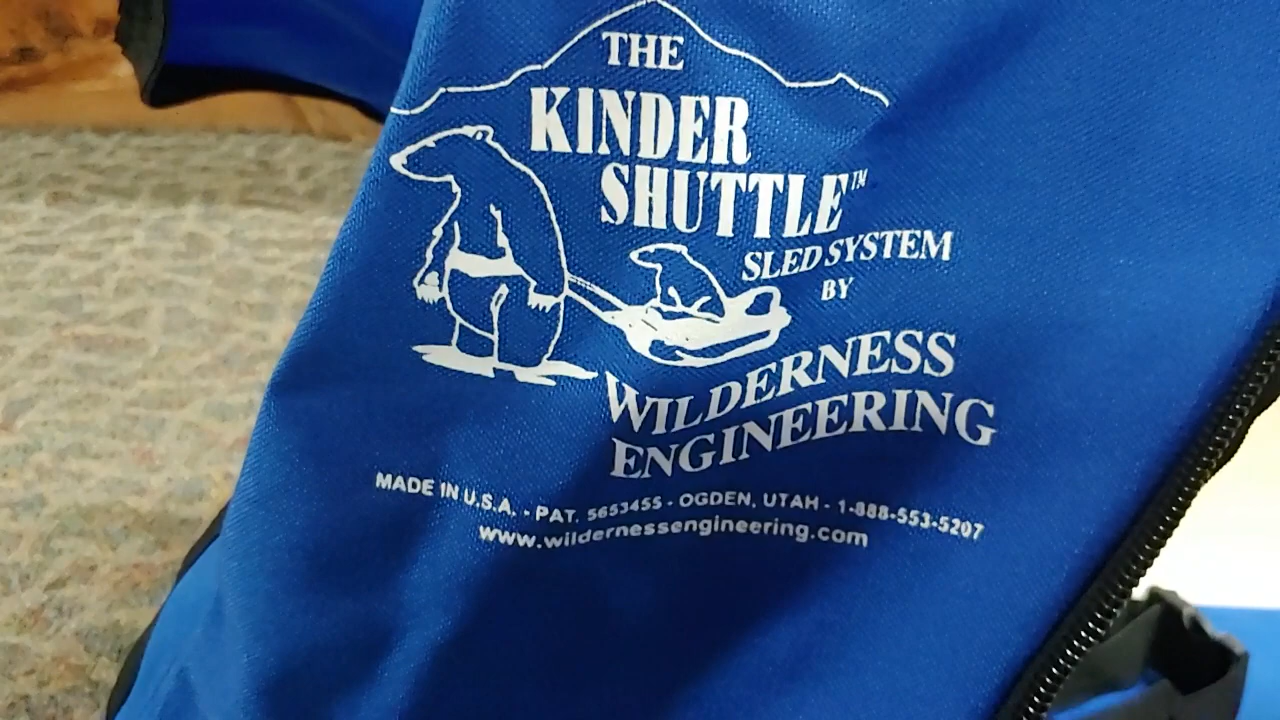 THE
KINDER
SHUTTLE™
SLED SYSTEM
BY
WILDERNESS
ENGINEERING
MADE IN U.S.A. - PAT. 5653455 - OGDEN, UTAH - 1-888-553-5207
www.wildernessengineering.com